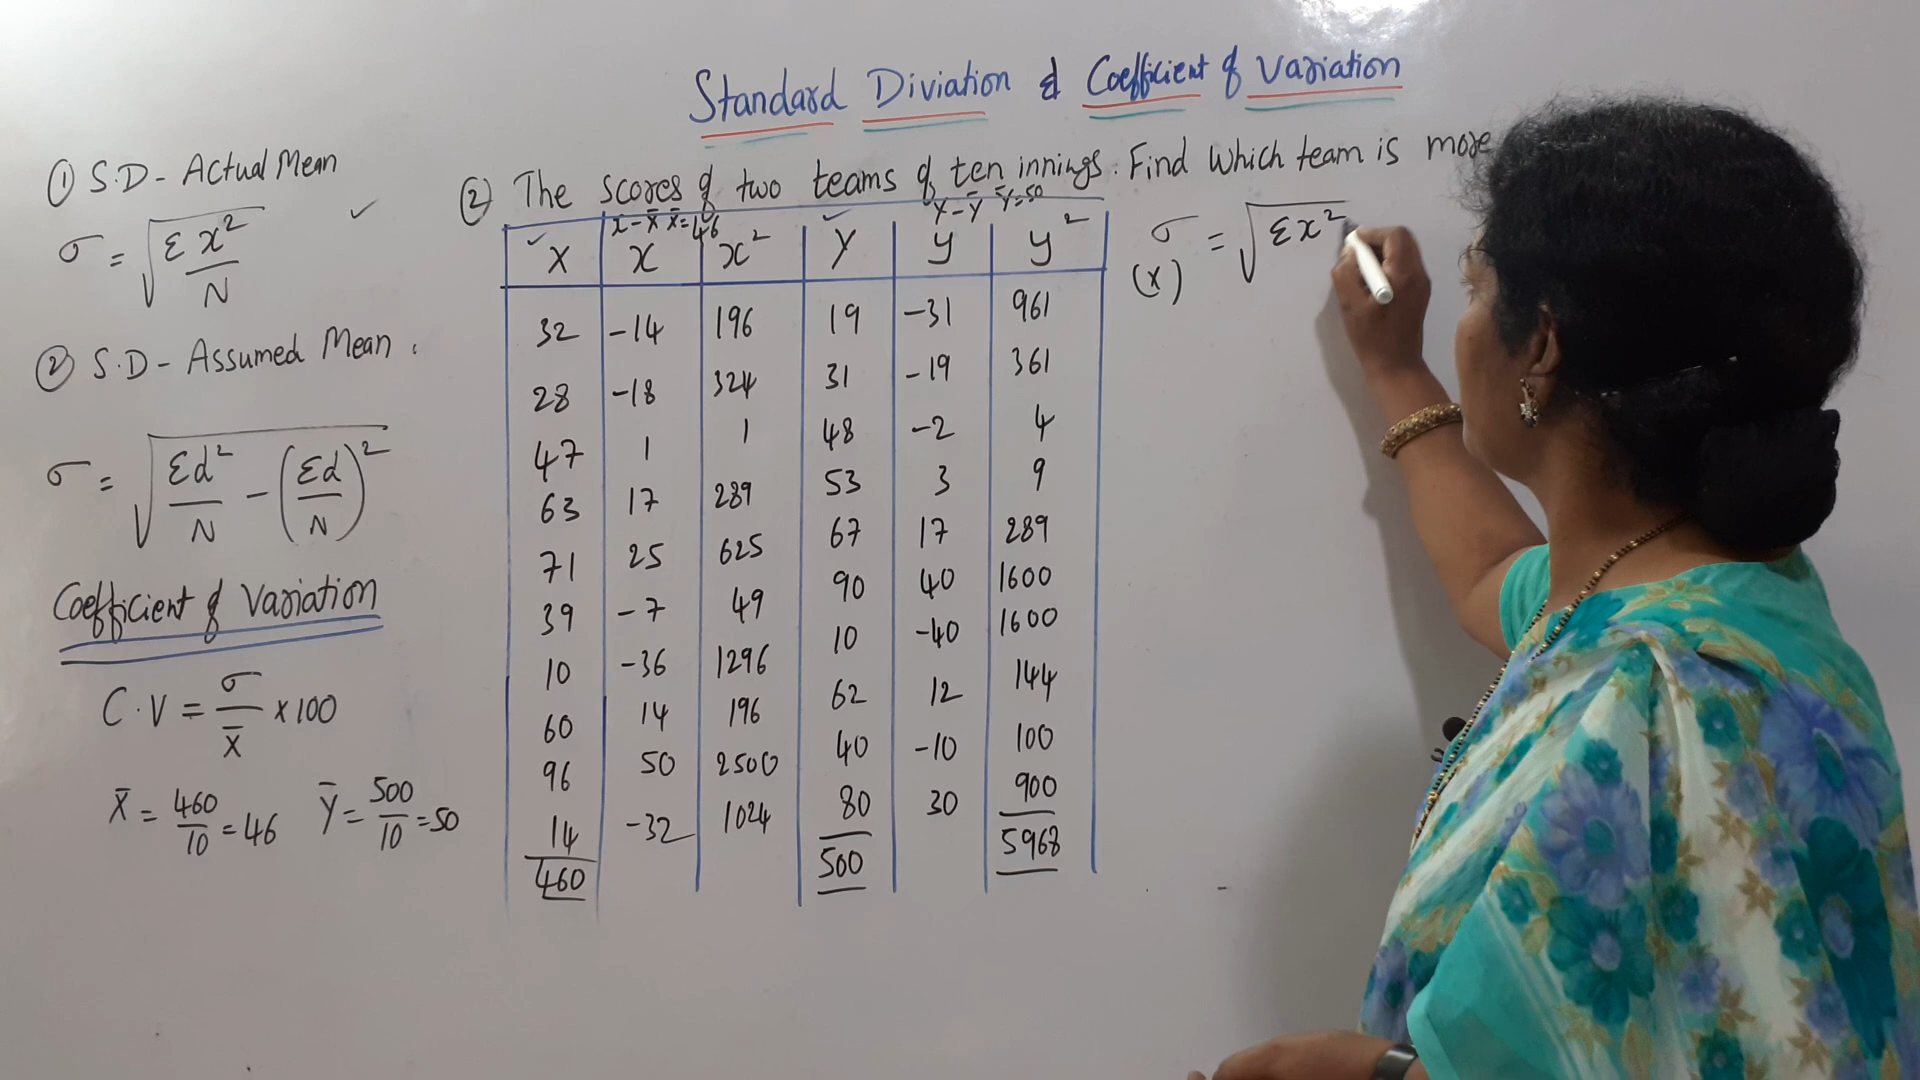 Standard Diviation & Coefficient of Variation
① S.D - Actual Mean
σ = √(Σx²/N) ✓
② S.D - Assumed Mean.
σ = √(Σd²/N - (Σd/N)²)
Coefficient of Variation
C.V = σ/X̄ × 100
X̄ = 460/10 = 46 Ȳ = 500/10 = 50
② The scores of two teams of ten innings. Find which team is more
x - X̄ X̄=46 Y - Ȳ Ȳ=50
X x x² Y y y²
32 -14 196 19 -31 961
28 -18 324 31 -19 361
47 1 1 48 -2 4
63 17 289 53 3 9
71 25 625 67 17 289
39 -7 49 90 40 1600
10 -36 1296 10 -40 1600
60 14 196 62 12 144
96 50 2500 40 -10 100
14 -32 1024 80 30 900
460 500 5968
σ(X) = √Σx²